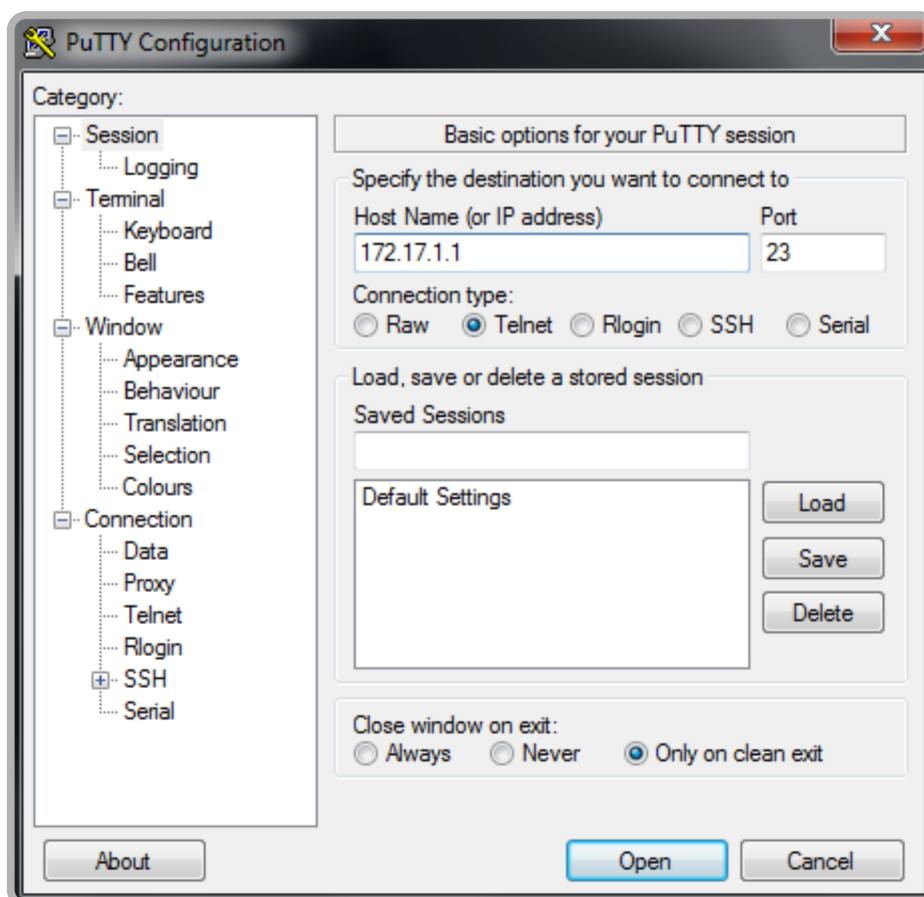 PuTTY Configuration
Category:
Session
Logging
Terminal
Keyboard
Bell
Features
Window
Appearance
Behaviour
Translation
Selection
Colours
Connection
Data
Proxy
Telnet
Rlogin
SSH
Serial
Basic options for your PuTTY session
Specify the destination you want to connect to
Host Name (or IP address) Port
172.17.1.1 23
Connection type:
Raw Telnet Rlogin SSH Serial
Load, save or delete a stored session
Saved Sessions
Default Settings
Load
Save
Delete
Close window on exit:
Always Never Only on clean exit
About Open Cancel